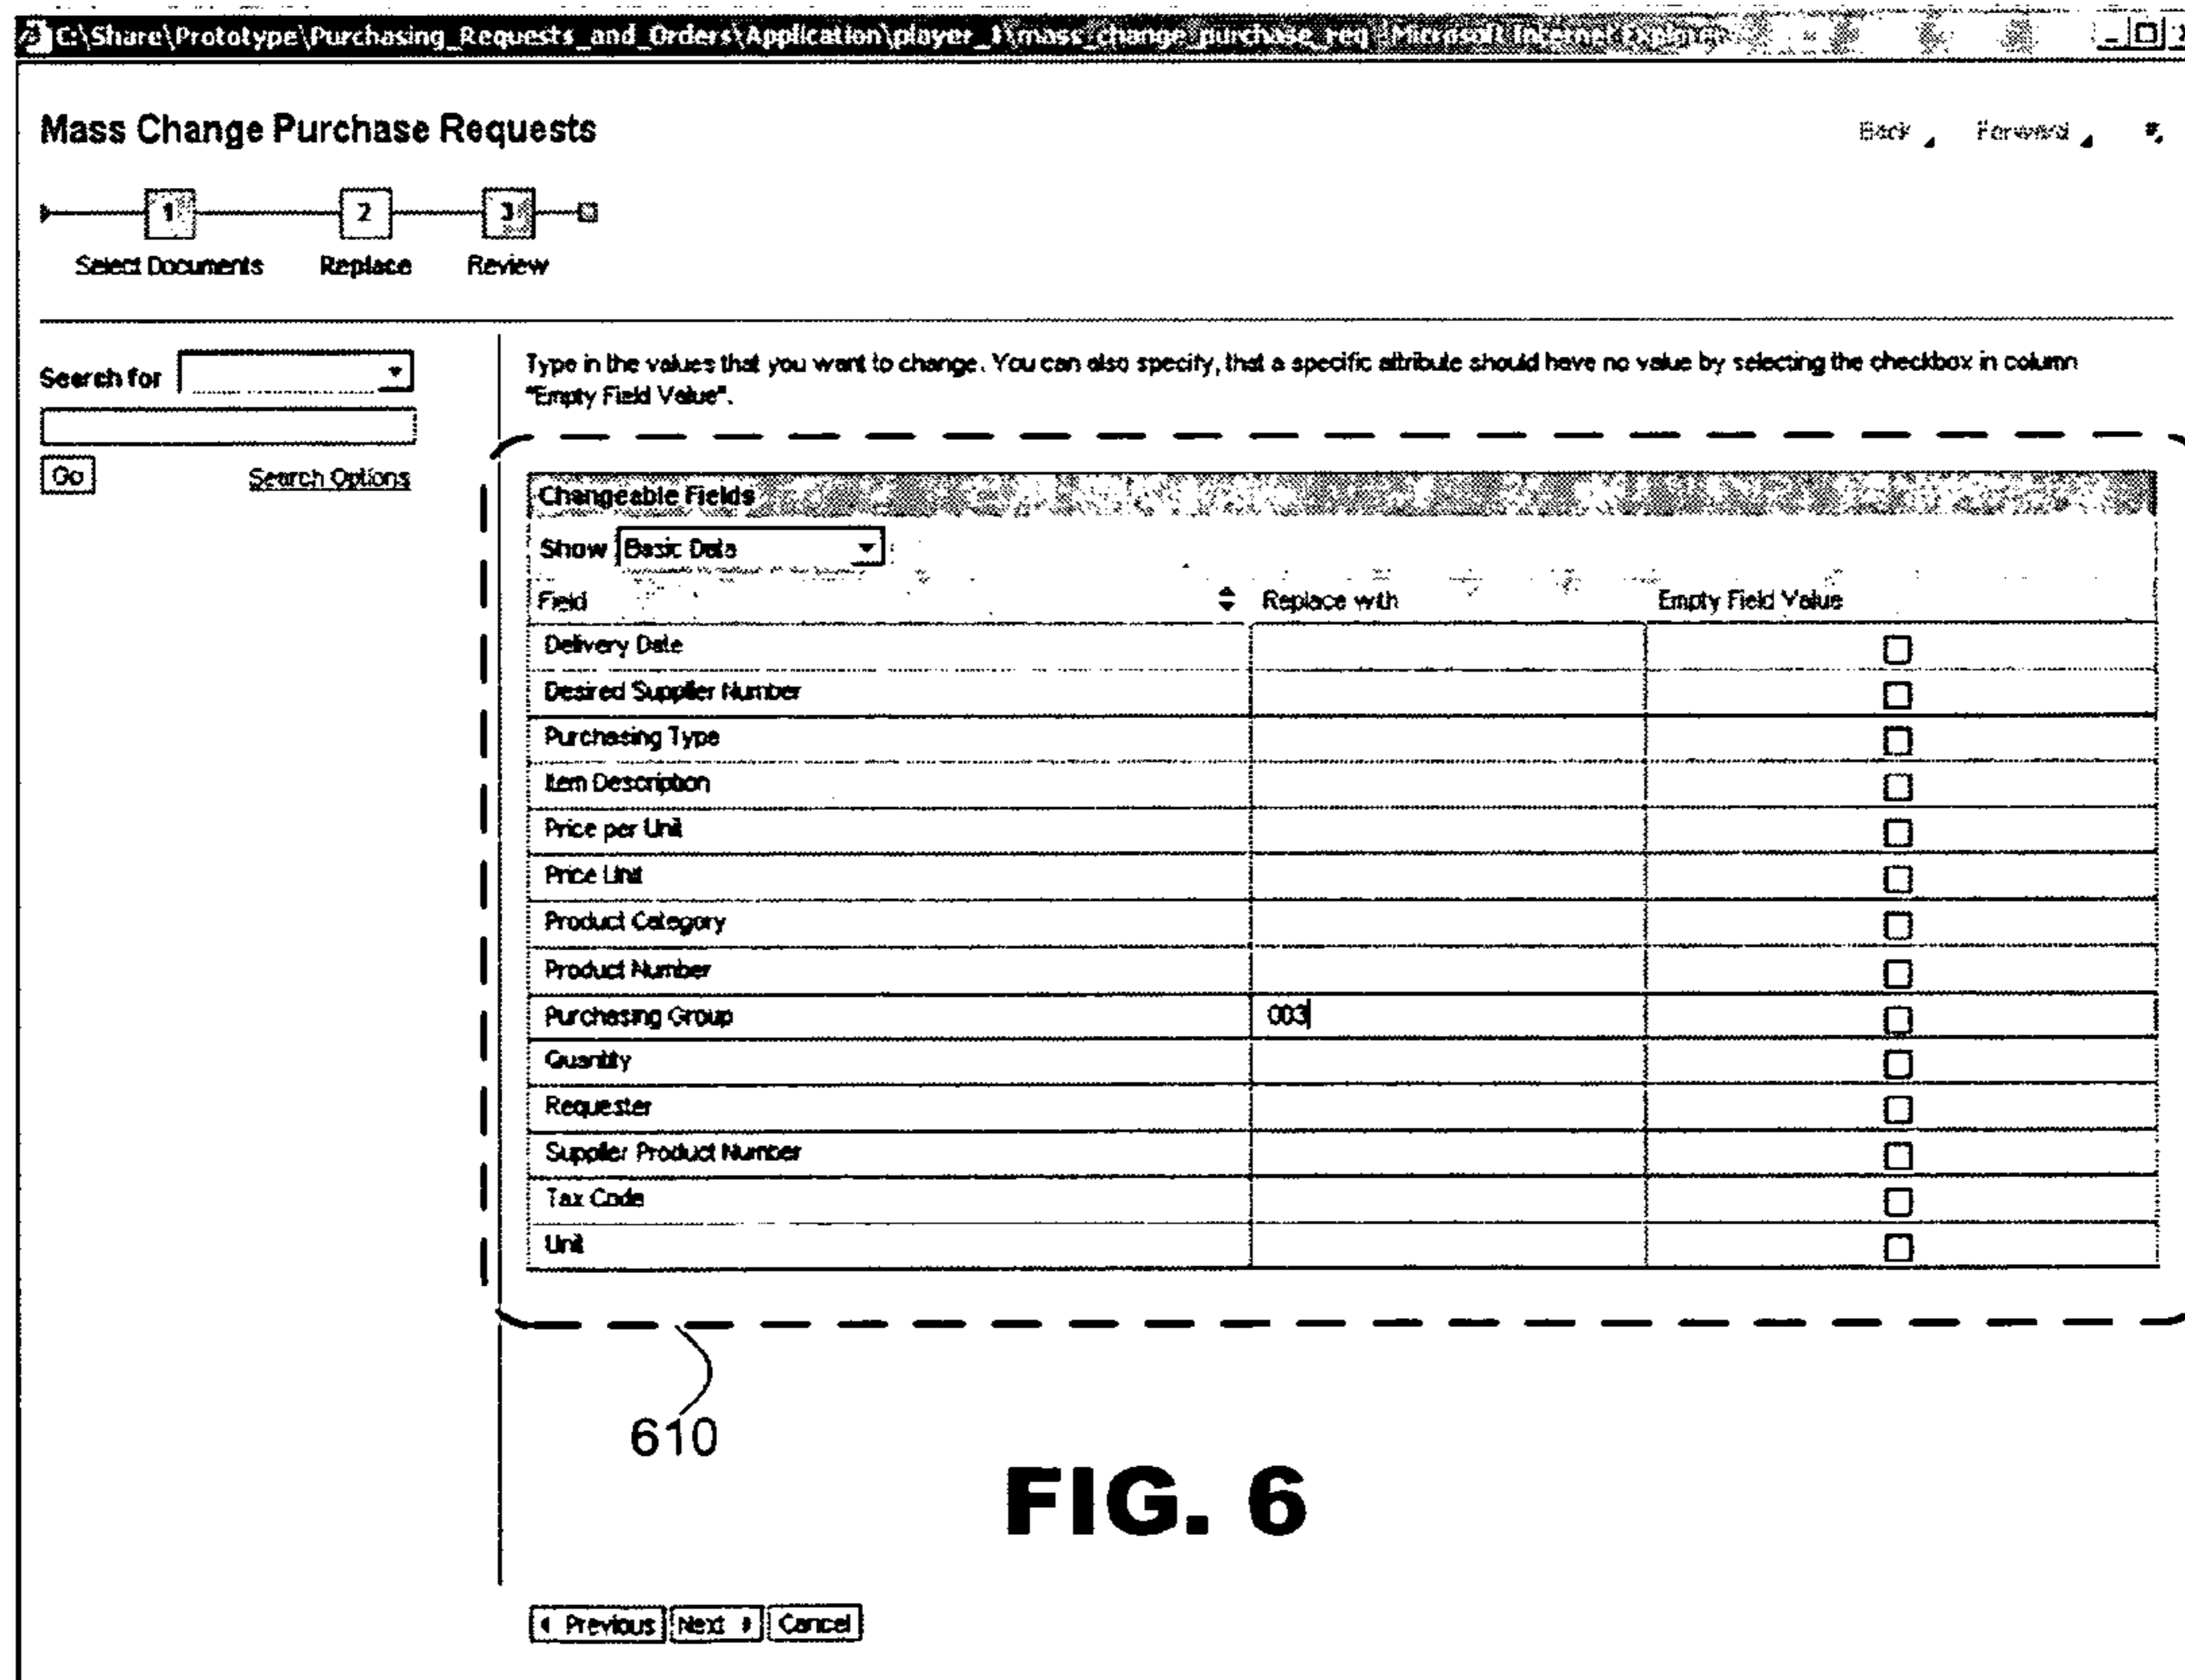 C:\Share\Prototype\Purchasing_Requests_and_Orders\Application\player_3\mass_change_purchase_req - Microsoft Internet Explorer
Mass Change Purchase Requests
Back Forward
1 2 3
Select Documents Replace Review
Search for
Go Search Options
Type in the values that you want to change. You can also specify, that a specific attribute should have no value by selecting the checkbox in column
"Empty Field Value".
Changeable Fields
Show Basic Data
Field Replace with Empty Field Value
Delivery Date
Desired Supplier Number
Purchasing Type
Item Description
Price per Unit
Price Unit
Product Category
Product Number
Purchasing Group 003
Quantity
Requester
Supplier Product Number
Tax Code
Unit
610
FIG. 6
Previous Next Cancel